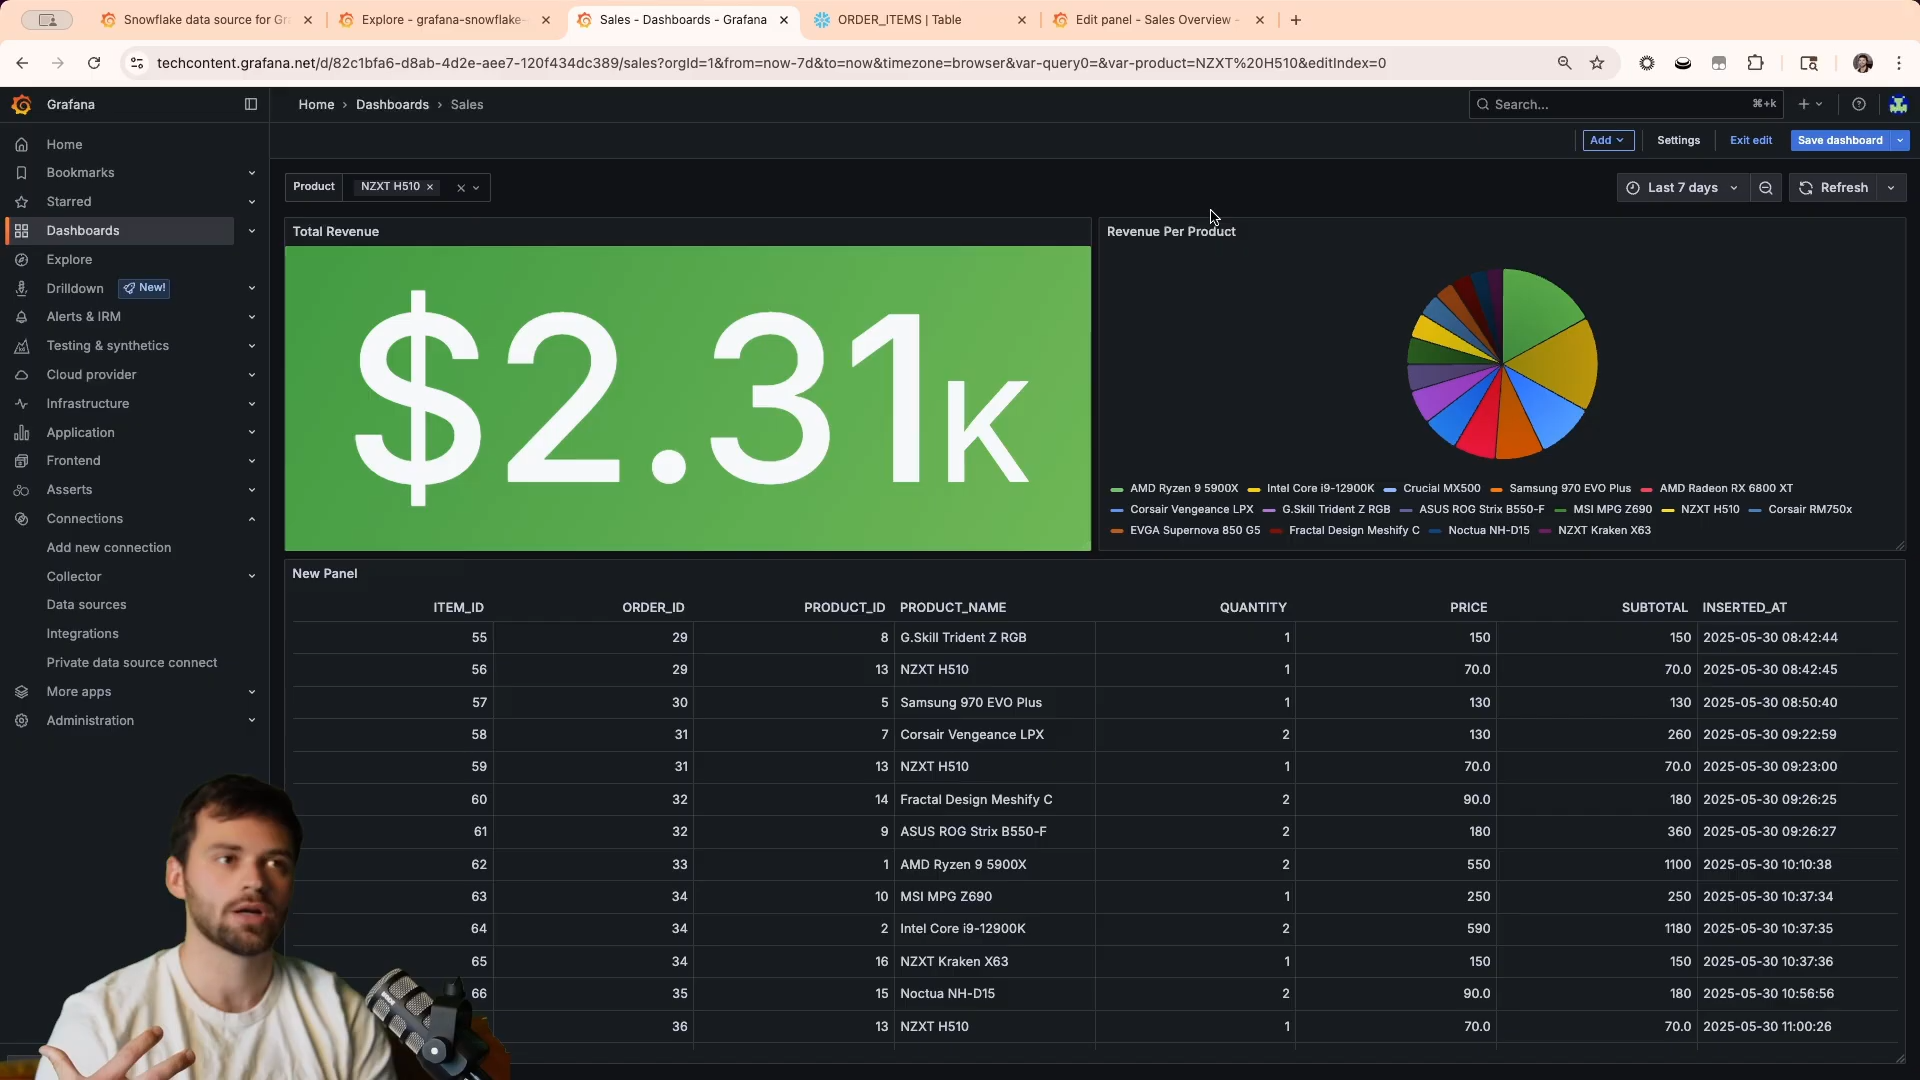 Snowflake data source for Gr
Explore - grafana-snowflake-
Sales - Dashboards - Grafana
ORDER_ITEMS | Table
Edit panel - Sales Overview -
techcontent.grafana.net/d/82c1bfa6-d8ab-4d2e-aee7-120f434dc389/sales?orgId=1&from=now-7d&to=now&timezone=browser&var-query0=&var-product=NZXT%20H510&editIndex=0
Grafana
Home › Dashboards › Sales
Search...
⌘+k
Add
Settings
Exit edit
Save dashboard
Home
Bookmarks
Starred
Dashboards
Explore
Drilldown New!
Alerts & IRM
Testing & synthetics
Cloud provider
Infrastructure
Application
Frontend
Asserts
Connections
Add new connection
Collector
Data sources
Integrations
Private data source connect
More apps
Administration
Product NZXT H510
Last 7 days
Refresh
Total Revenue
$2.31K
Revenue Per Product
AMD Ryzen 9 5900X Intel Core i9-12900K Crucial MX500 Samsung 970 EVO Plus AMD Radeon RX 6800 XT
Corsair Vengeance LPX G.Skill Trident Z RGB ASUS ROG Strix B550-F MSI MPG Z690 NZXT H510 Corsair RM750x
EVGA Supernova 850 G5 Fractal Design Meshify C Noctua NH-D15 NZXT Kraken X63
New Panel
ITEM_ID ORDER_ID PRODUCT_ID PRODUCT_NAME QUANTITY PRICE SUBTOTAL INSERTED_AT
55 29 8 G.Skill Trident Z RGB 1 150 150 2025-05-30 08:42:44
56 29 13 NZXT H510 1 70.0 70.0 2025-05-30 08:42:45
57 30 5 Samsung 970 EVO Plus 1 130 130 2025-05-30 08:50:40
58 31 7 Corsair Vengeance LPX 2 130 260 2025-05-30 09:22:59
59 31 13 NZXT H510 1 70.0 70.0 2025-05-30 09:23:00
60 32 14 Fractal Design Meshify C 2 90.0 180 2025-05-30 09:26:25
61 32 9 ASUS ROG Strix B550-F 2 180 360 2025-05-30 09:26:27
62 33 1 AMD Ryzen 9 5900X 2 550 1100 2025-05-30 10:10:38
63 34 10 MSI MPG Z690 1 250 250 2025-05-30 10:37:34
64 34 2 Intel Core i9-12900K 2 590 1180 2025-05-30 10:37:35
65 34 16 NZXT Kraken X63 1 150 150 2025-05-30 10:37:36
66 35 15 Noctua NH-D15 2 90.0 180 2025-05-30 10:56:56
36 13 NZXT H510 1 70.0 70.0 2025-05-30 11:00:26